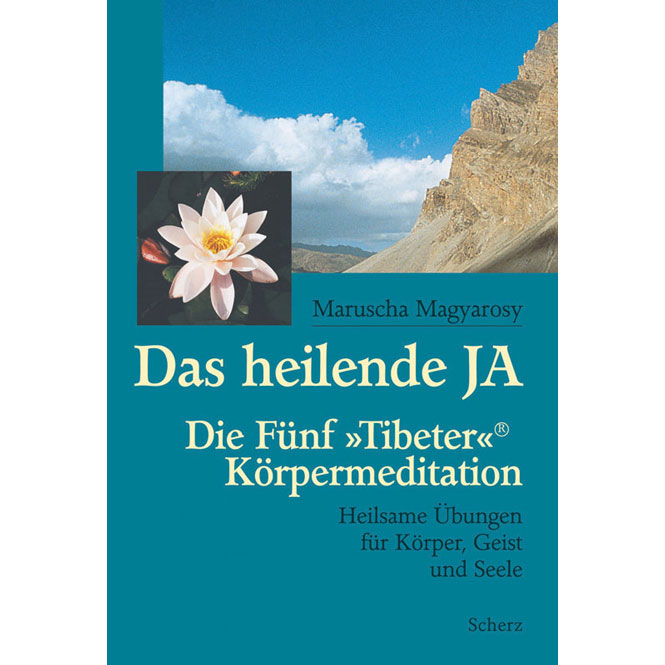 Maruscha Magyarosy
Das heilende JA
Die Fünf »Tibeter«®
Körpermeditation
Heilsame Übungen
für Körper, Geist
und Seele
Scherz